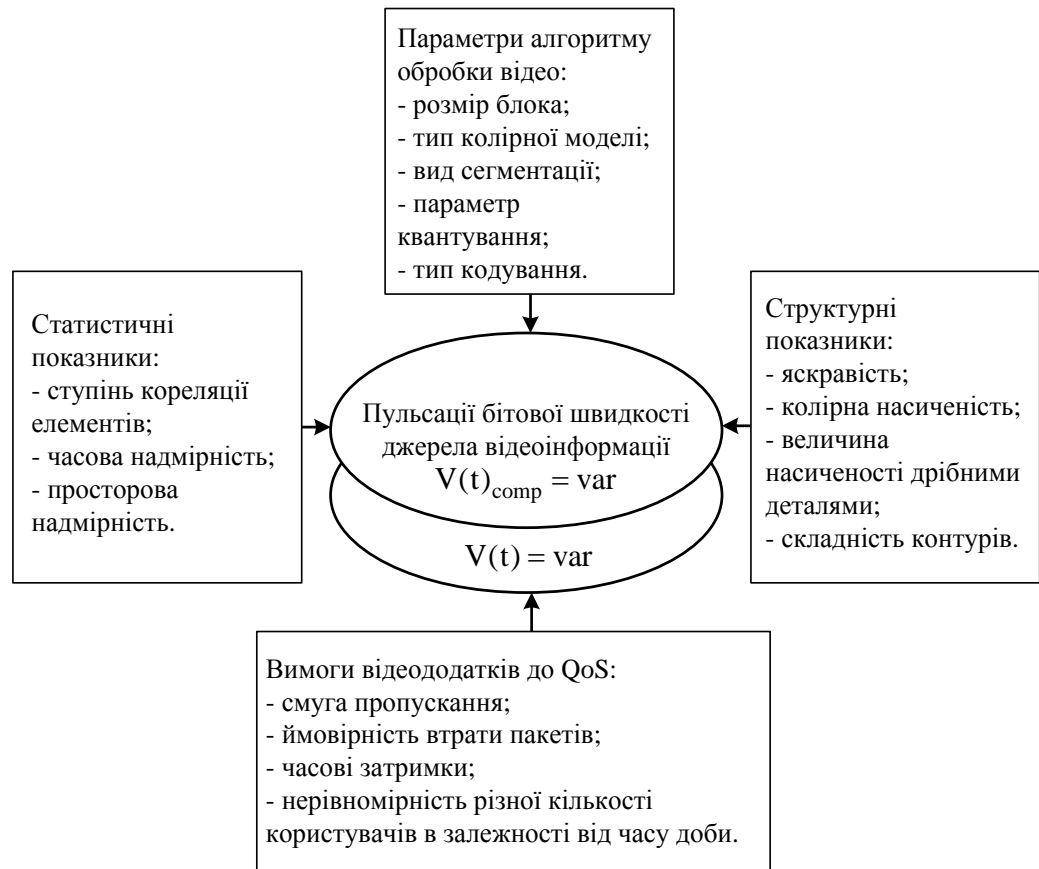 Параметри алгоритму
обробки відео:
- розмір блока;
- тип колірної моделі;
- вид сегментації;
- параметр
квантування;
- тип кодування.
Статистичні
показники:
- ступінь кореляції
елементів;
- часова надмірність;
- просторова
надмірність.
Пульсації бітової швидкості
джерела відеоінформації
V(t)comp = var
V(t) = var
Структурні
показники:
- яскравість;
- колірна насиченість;
- величина
насиченості дрібними
деталями;
- складність контурів.
Вимоги відеододатків до QoS:
- смуга пропускання;
- ймовірність втрати пакетів;
- часові затримки;
- нерівномірність різної кількості
користувачів в залежності від часу доби.